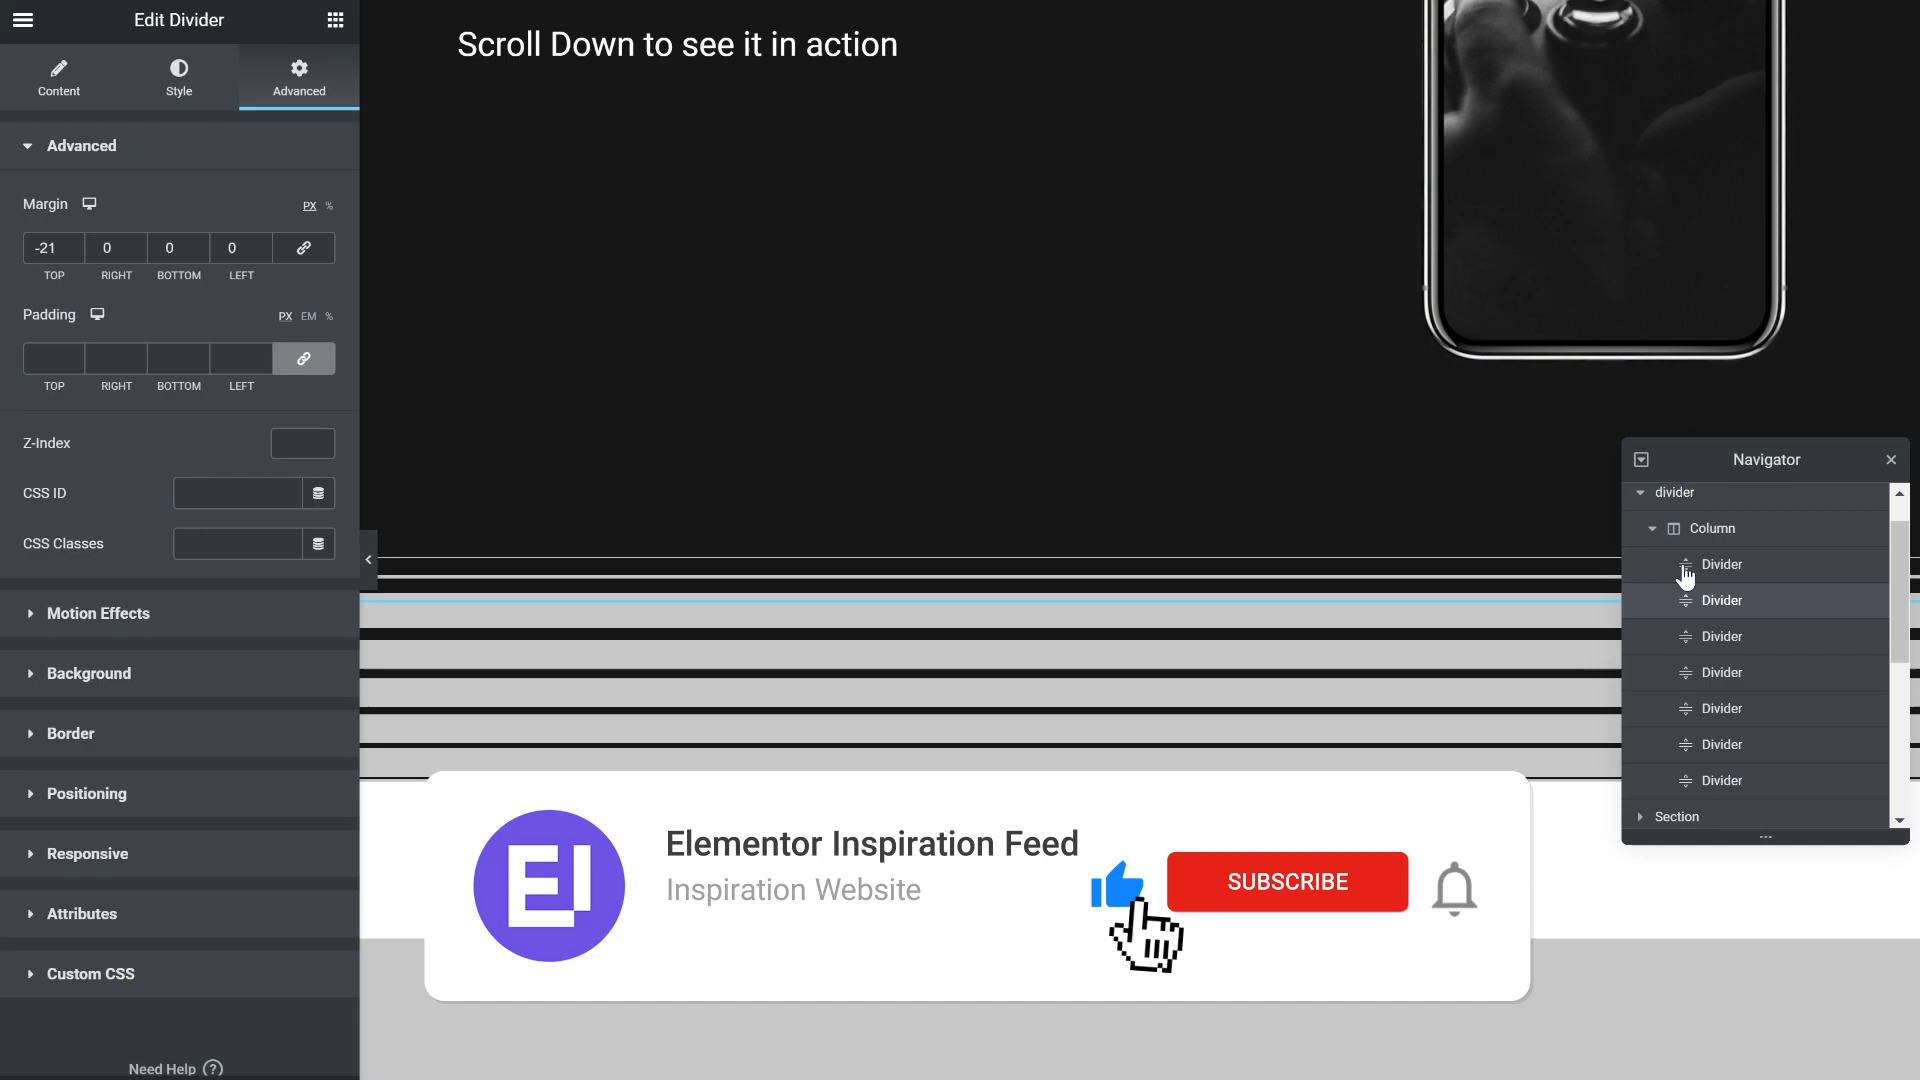 Edit Divider
Content
Style
Advanced
Advanced
Margin
PX %
-21 0 0 0
TOP RIGHT BOTTOM LEFT
Padding
PX EM %
TOP RIGHT BOTTOM LEFT
Z-Index
CSS ID
CSS Classes
Motion Effects
Background
Border
Positioning
Responsive
Attributes
Custom CSS
Need Help ?
Scroll Down to see it in action
Navigator
divider
Column
Divider
Divider
Divider
Divider
Divider
Divider
Divider
Section
EI
Elementor Inspiration Feed
Inspiration Website
SUBSCRIBE